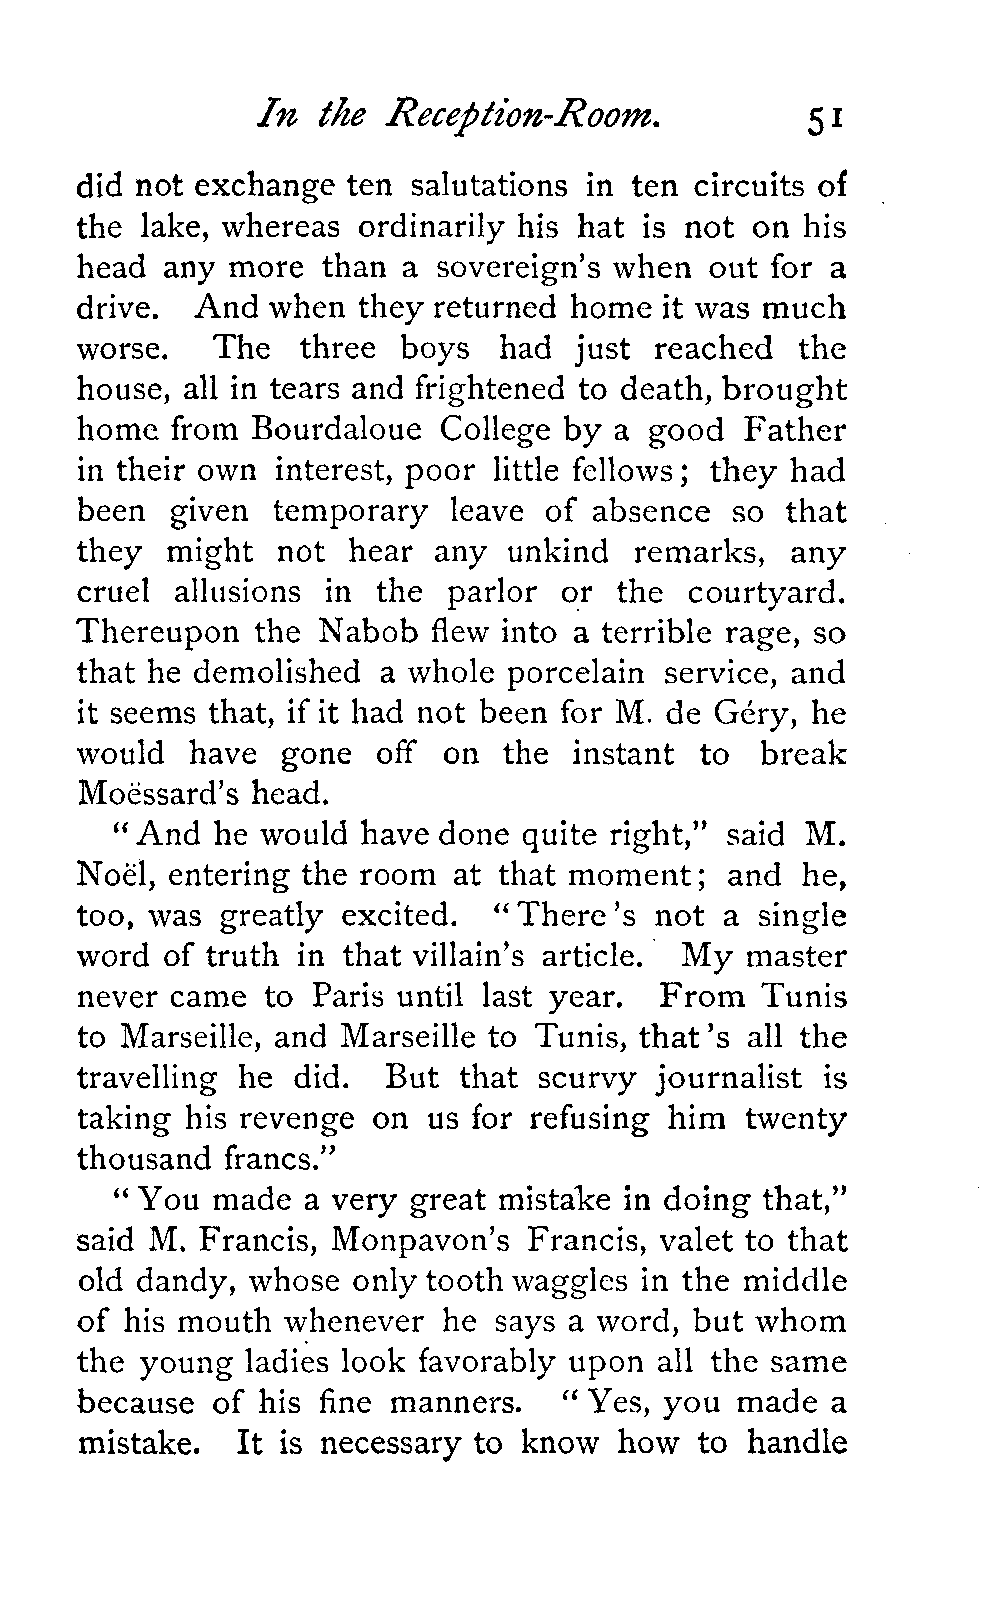 In the Reception-Room. 51
did not exchange ten salutations in ten circuits of
the lake, whereas ordinarily his hat is not on his
head any more than a sovereign's when out for a
drive. And when they returned home it was much
worse. The three boys had just reached the
house, all in tears and frightened to death, brought
home from Bourdaloue College by a good Father
in their own interest, poor little fellows; they had
been given temporary leave of absence so that
they might not hear any unkind remarks, any
cruel allusions in the parlor or the courtyard.
Thereupon the Nabob flew into a terrible rage, so
that he demolished a whole porcelain service, and
it seems that, if it had not been for M. de Géry, he
would have gone off on the instant to break
Moëssard's head.
"And he would have done quite right," said M.
Noël, entering the room at that moment; and he,
too, was greatly excited. "There's not a single
word of truth in that villain's article. My master
never came to Paris until last year. From Tunis
to Marseille, and Marseille to Tunis, that's all the
travelling he did. But that scurvy journalist is
taking his revenge on us for refusing him twenty
thousand francs."
"You made a very great mistake in doing that,"
said M. Francis, Monpavon's Francis, valet to that
old dandy, whose only tooth waggles in the middle
of his mouth whenever he says a word, but whom
the young ladies look favorably upon all the same
because of his fine manners. "Yes, you made a
mistake. It is necessary to know how to handle